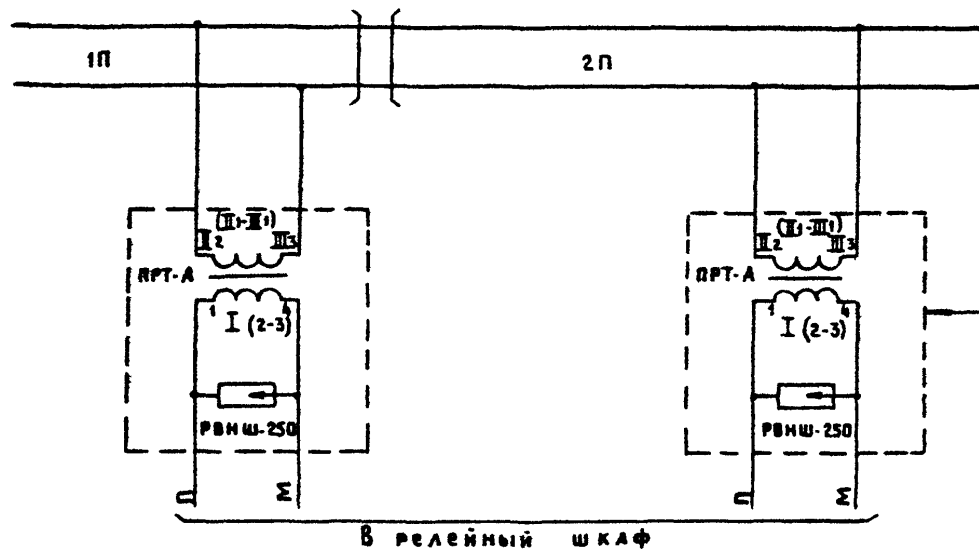 1П
2П
(II1-III1)
II2 III3
ПРТ-А
1 4
I (2-3)
РВНШ-250
П М
(II1-III1)
II2 III3
ПРТ-А
1 4
I (2-3)
РВНШ-250
П М
В релейный шкаф